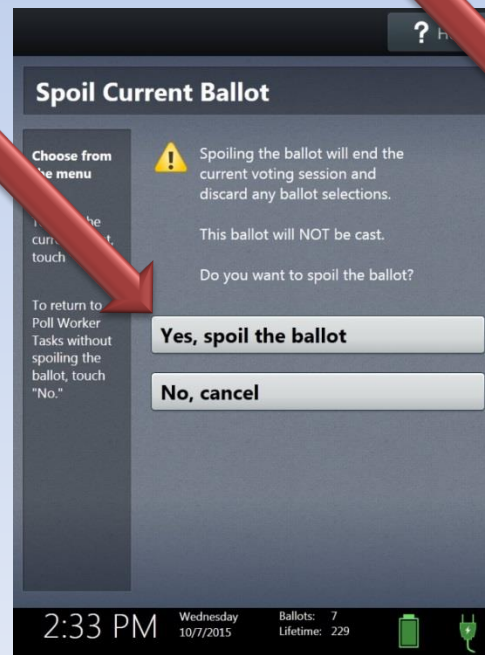 ?
Spoil Current Ballot
Choose from
menu
current
touch
To return to
Poll Worker
Tasks without
spoiling the
ballot, touch
"No."
Spoiling the ballot will end the
current voting session and
discard any ballot selections.
This ballot will NOT be cast.
Do you want to spoil the ballot?
Yes, spoil the ballot
No, cancel
2:33 PM
Wednesday
10/7/2015
Ballots: 7
Lifetime: 229